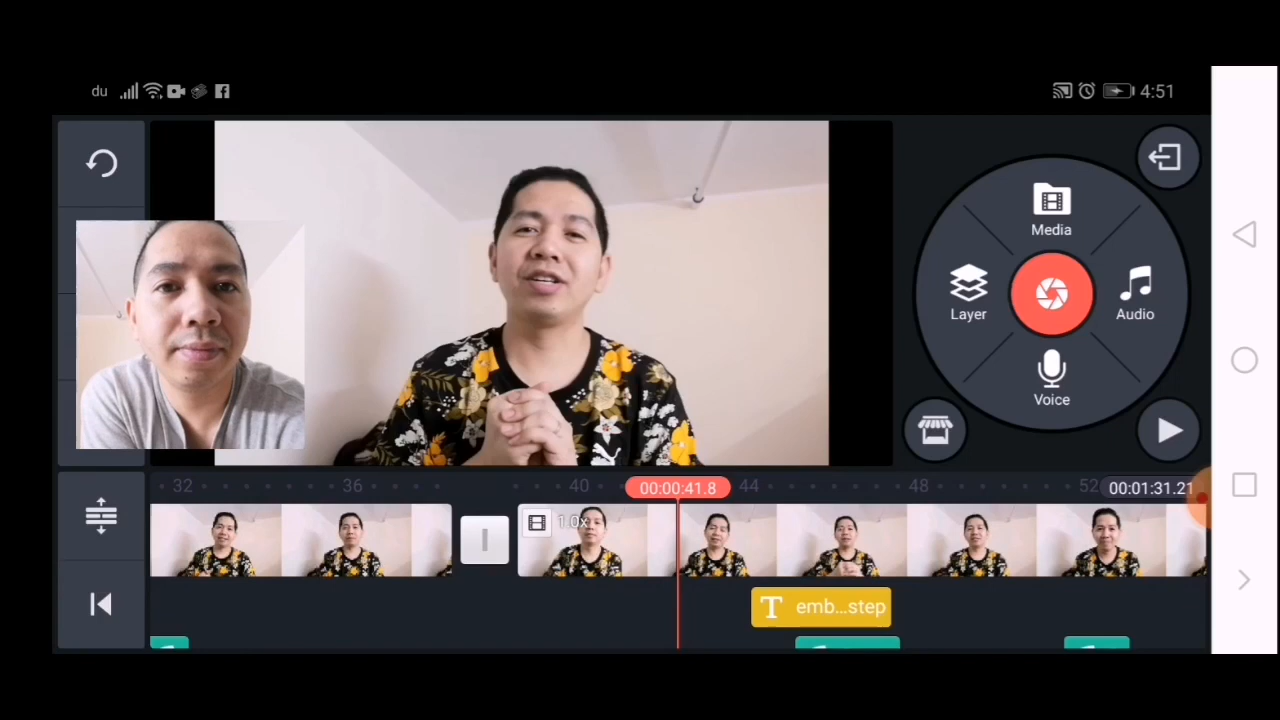 du
4:51
Media
Layer
Audio
Voice
32
36
40
00:00:41.8
44
48
52
00:01:31.21
1.0x
T emb...step